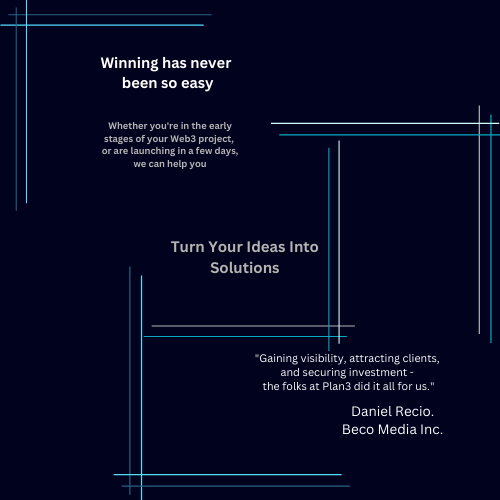 Winning has never
been so easy
Whether you're in the early
stages of your Web3 project,
or are launching in a few days,
we can help you
Turn Your Ideas Into
Solutions
"Gaining visibility, attracting clients,
and securing investment -
the folks at Plan3 did it all for us."
Daniel Recio.
Beco Media Inc.